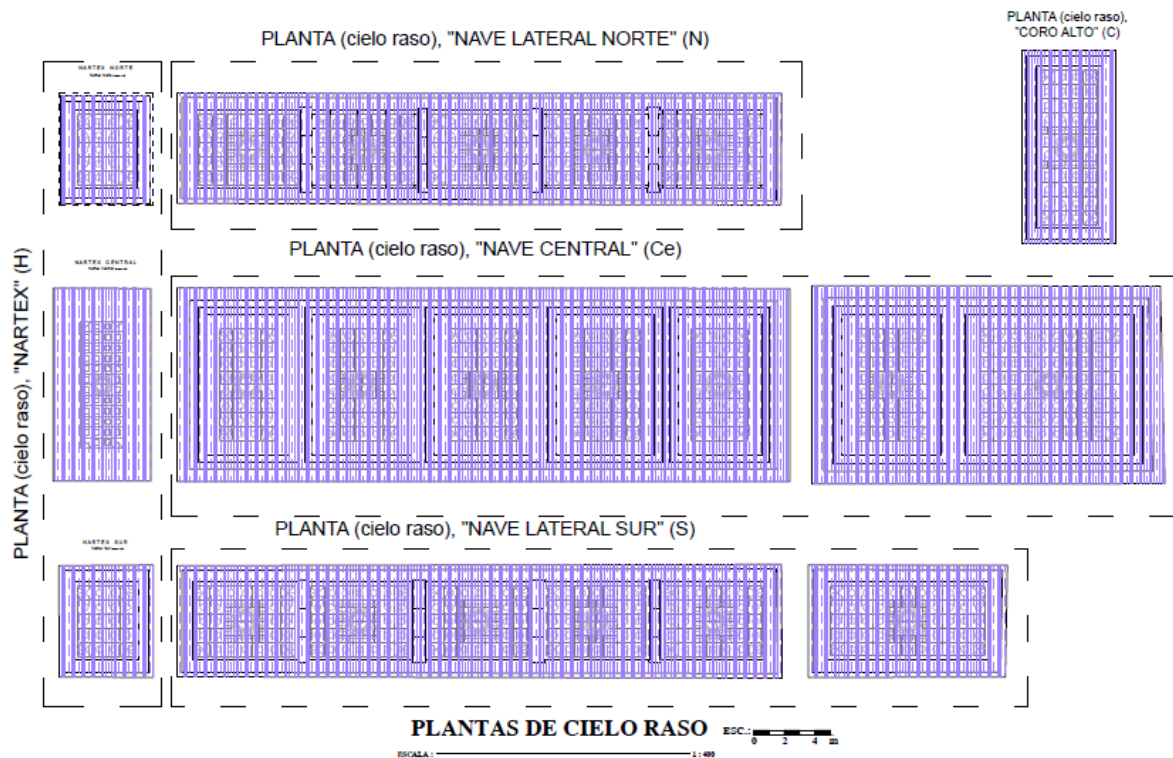 PLANTA (cielo raso), "NAVE LATERAL NORTE" (N)
PLANTA (cielo raso),
"CORO ALTO" (C)
NARTEX NORTE
PLANTA (cielo raso), "NARTEX" (H)
PLANTA (cielo raso), "NAVE CENTRAL" (Ce)
NARTEX CENTRAL
PLANTA (cielo raso), "NAVE LATERAL SUR" (S)
NARTEX SUR
PLANTAS DE CIELO RASO
ESC.:
0 2 4 m
ESCALA: 1 : 400